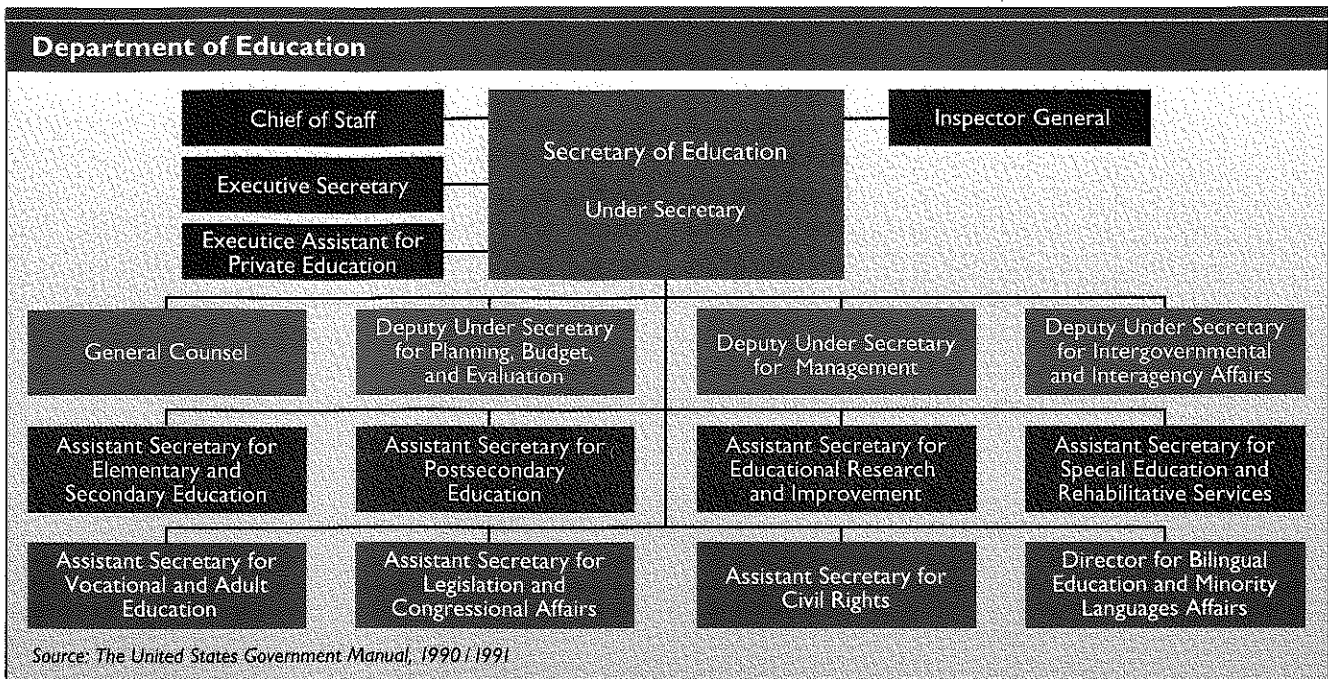 Department of Education
Chief of Staff
Executive Secretary
Executice Assistant for
Private Education
Secretary of Education
Under Secretary
Inspector General
General Counsel
Deputy Under Secretary
for Planning, Budget,
and Evaluation
Deputy Under Secretary
for Management
Deputy Under Secretary
for Intergovernmental
and Interagency Affairs
Assistant Secretary for
Elementary and
Secondary Education
Assistant Secretary for
Postsecondary
Education
Assistant Secretary for
Educational Research
and Improvement
Assistant Secretary for
Special Education and
Rehabilitative Services
Assistant Secretary for
Vocational and Adult
Education
Assistant Secretary for
Legislation and
Congressional Affairs
Assistant Secretary for
Civil Rights
Director for Bilingual
Education and Minority
Languages Affairs
Source: The United States Government Manual, 1990/1991